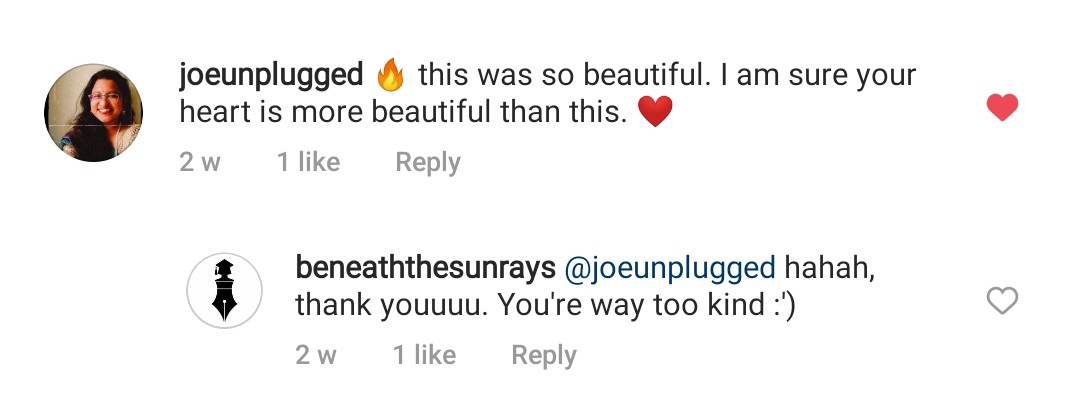 joeunplugged 🔥 this was so beautiful. I am sure your
heart is more beautiful than this. ❤️
2 w 1 like Reply
beneaththesunrays @joeunplugged hahah,
thank youuuu. You're way too kind :')
2 w 1 like Reply